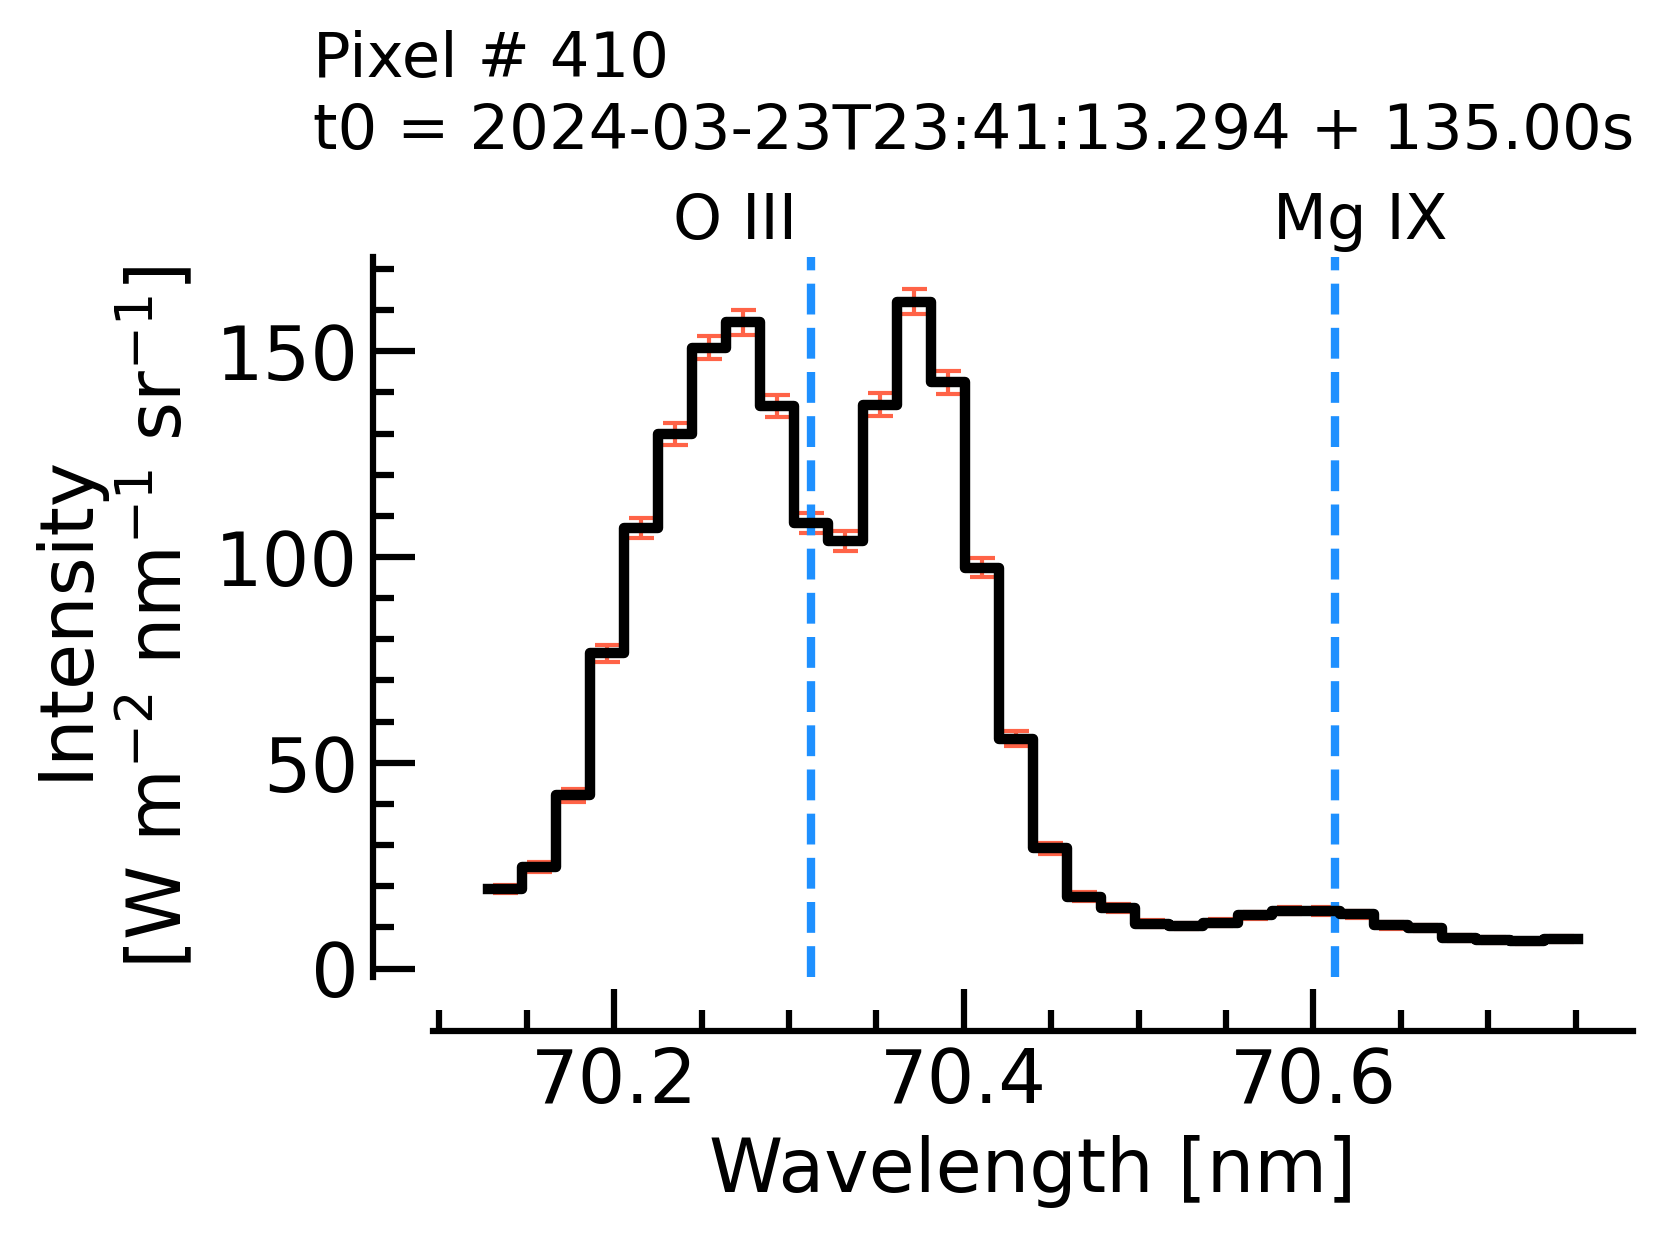 Pixel # 410
t0 = 2024-03-23T23:41:13.294 + 135.00s
O III
Mg IX
Intensity
[W m⁻² nm⁻¹ sr⁻¹]
150
100
50
0
70.2
70.4
70.6
Wavelength [nm]